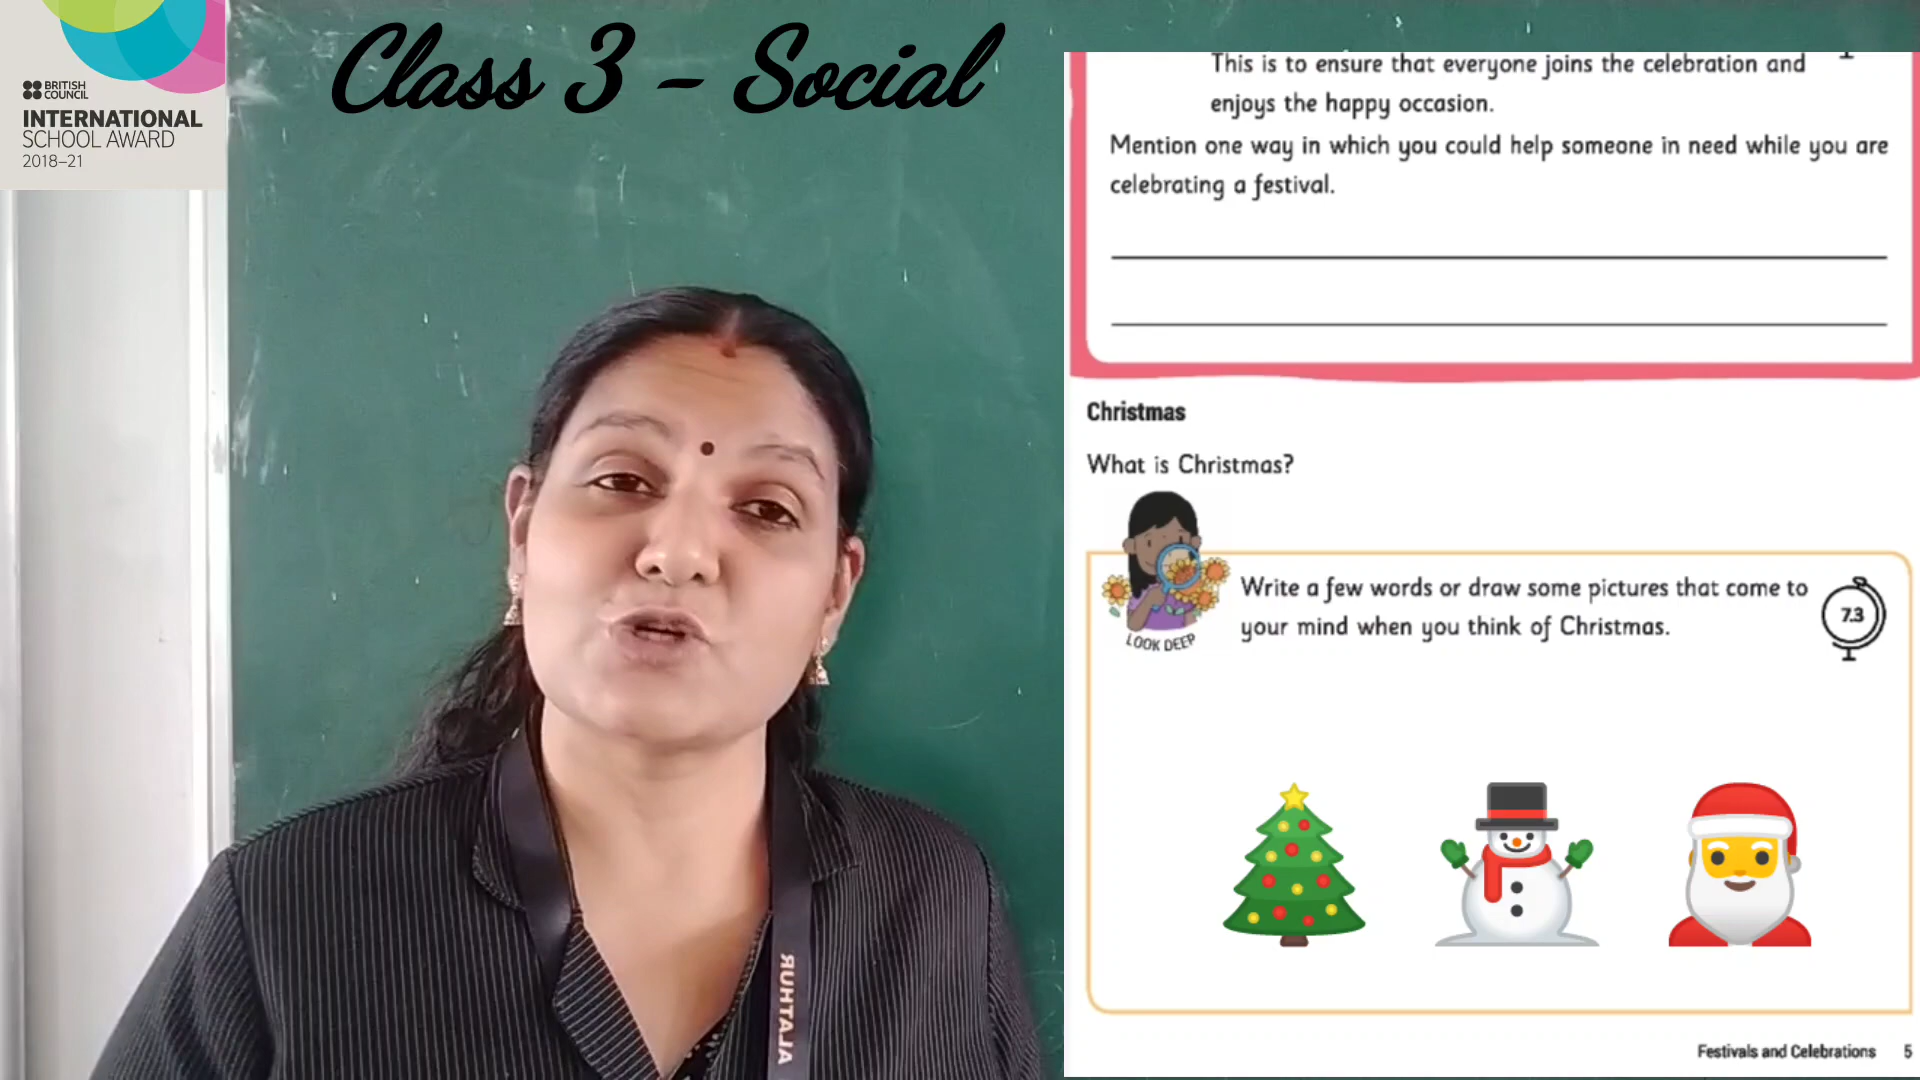 BRITISH
COUNCIL
INTERNATIONAL
SCHOOL AWARD
2018–21
Class 3 - Social
This is to ensure that everyone joins the celebration and
enjoys the happy occasion.
Mention one way in which you could help someone in need while you are
celebrating a festival.
Christmas
What is Christmas?
LOOK DEEP
Write a few words or draw some pictures that come to
your mind when you think of Christmas.
7.3
Festivals and Celebrations 5